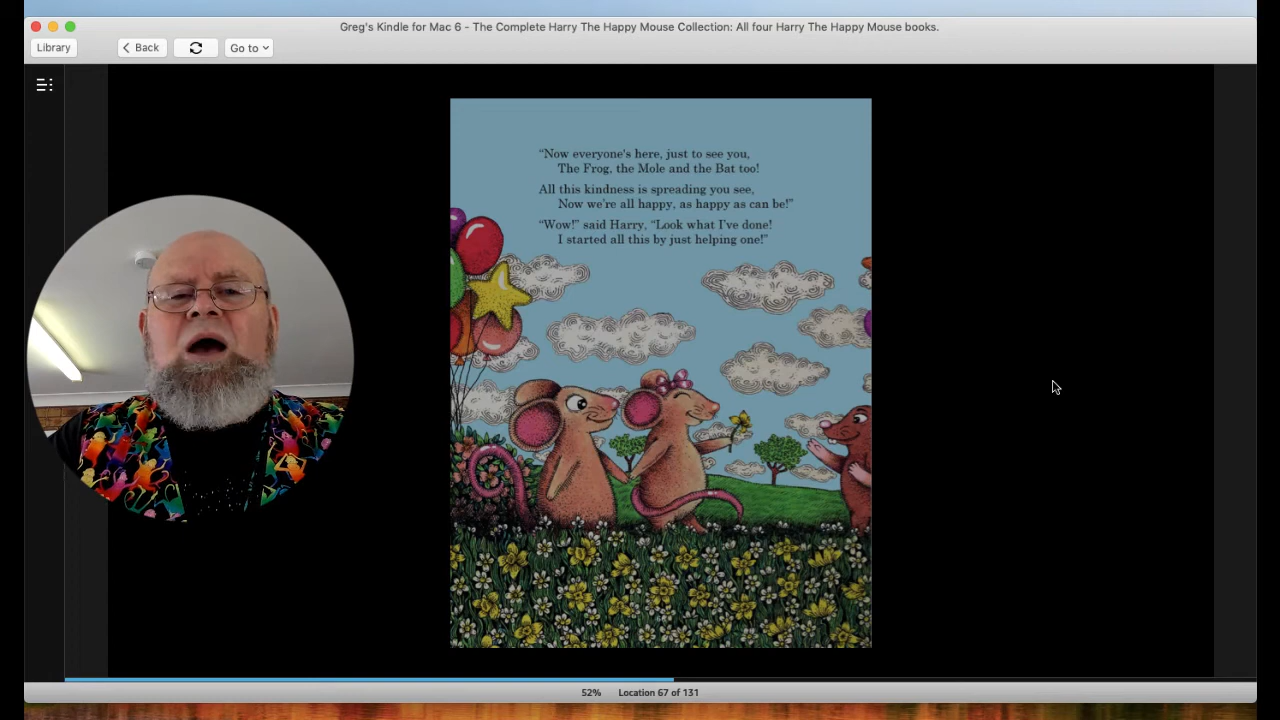 Greg's Kindle for Mac 6 - The Complete Harry The Happy Mouse Collection: All four Harry The Happy Mouse books.
Library
Back
Go to
“Now everyone's here, just to see you,
The Frog, the Mole and the Bat too!
All this kindness is spreading you see,
Now we're all happy, as happy as can be!”
“Wow!” said Harry, “Look what I've done!
I started all this by just helping one!”
52%
Location 67 of 131